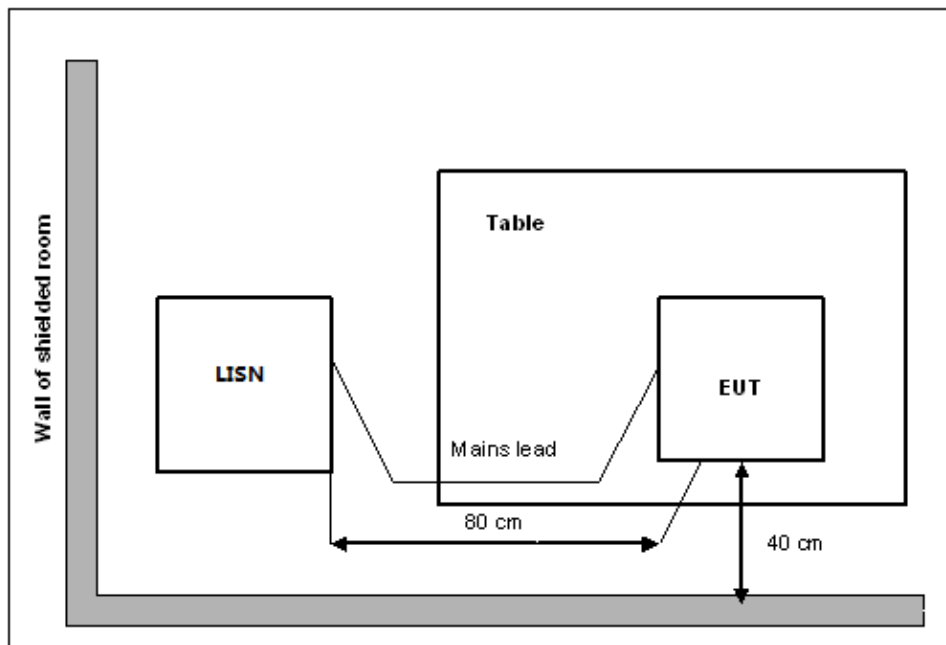 Wall of shielded room
Table
LISN
EUT
Mains lead
80 cm
40 cm